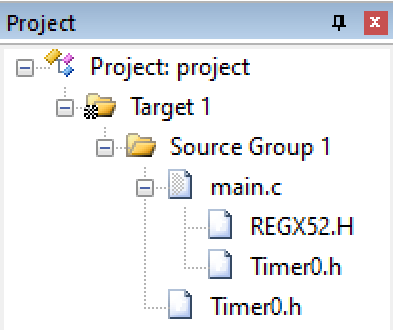 Project
Project: project
Target 1
Source Group 1
main.c
REGX52.H
Timer0.h
Timer0.h